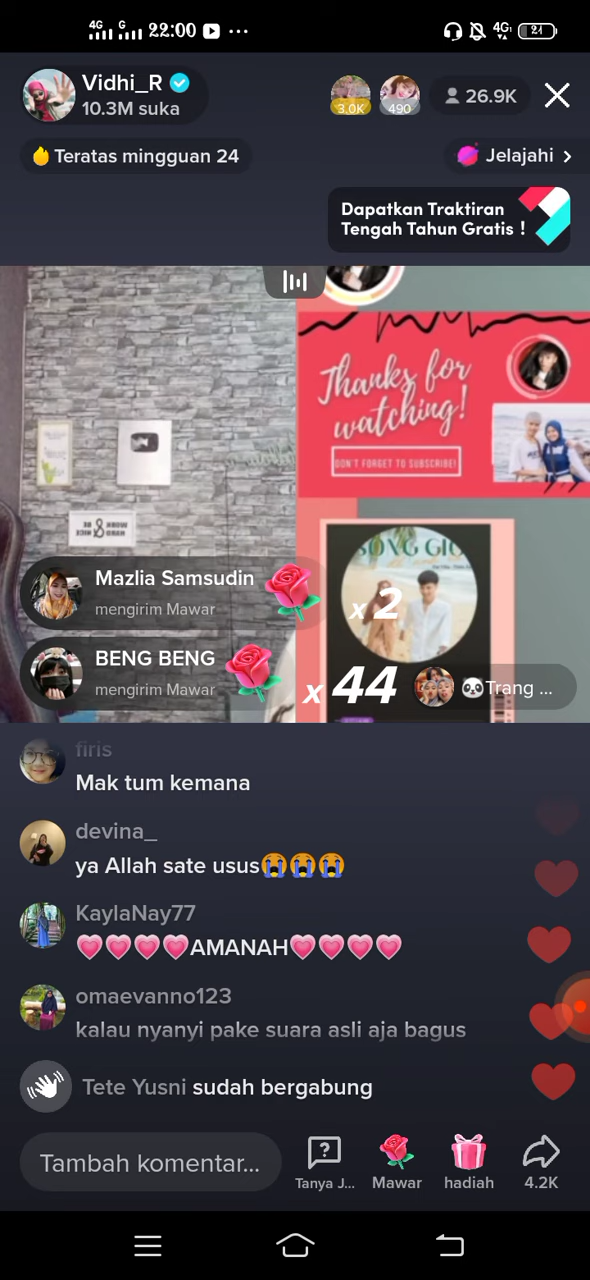 4G G 22:00 4G 21
Vidhi_R
10.3M suka
3.0K 490 26.9K
Teratas mingguan 24
Jelajahi
Dapatkan Traktiran
Tengah Tahun Gratis !
Thanks for
watching!
DON'T FORGET TO SUBSCRIBE!
Mazlia Samsudin
mengirim Mawar
x 2
BENG BENG
mengirim Mawar
x 44
🐼Trang ...
firis
Mak tum kemana
devina_
ya Allah sate usus😭😭😭
KaylaNay77
💗💗💗💗AMANAH💗💗💗💗
omaevanno123
kalau nyanyi pake suara asli aja bagus
Tete Yusni sudah bergabung
Tambah komentar...
Tanya J...
Mawar
hadiah
4.2K